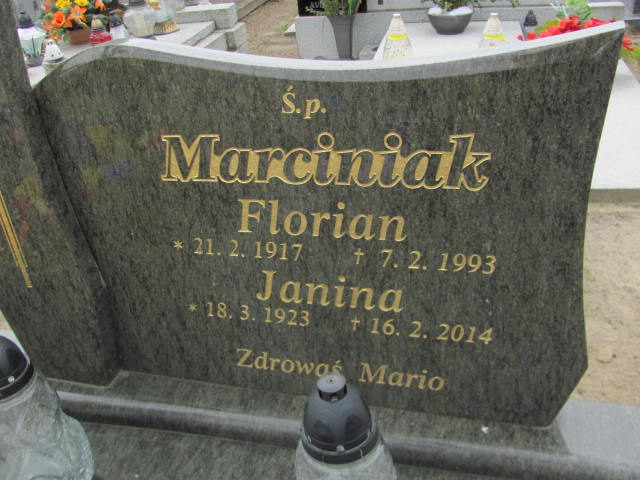 Ś.p.
Marciniak
Florian
* 21. 2. 1917 † 7. 2. 1993
Janina
* 18. 3. 1923 † 16. 2. 2014
Zdrowaś Mario